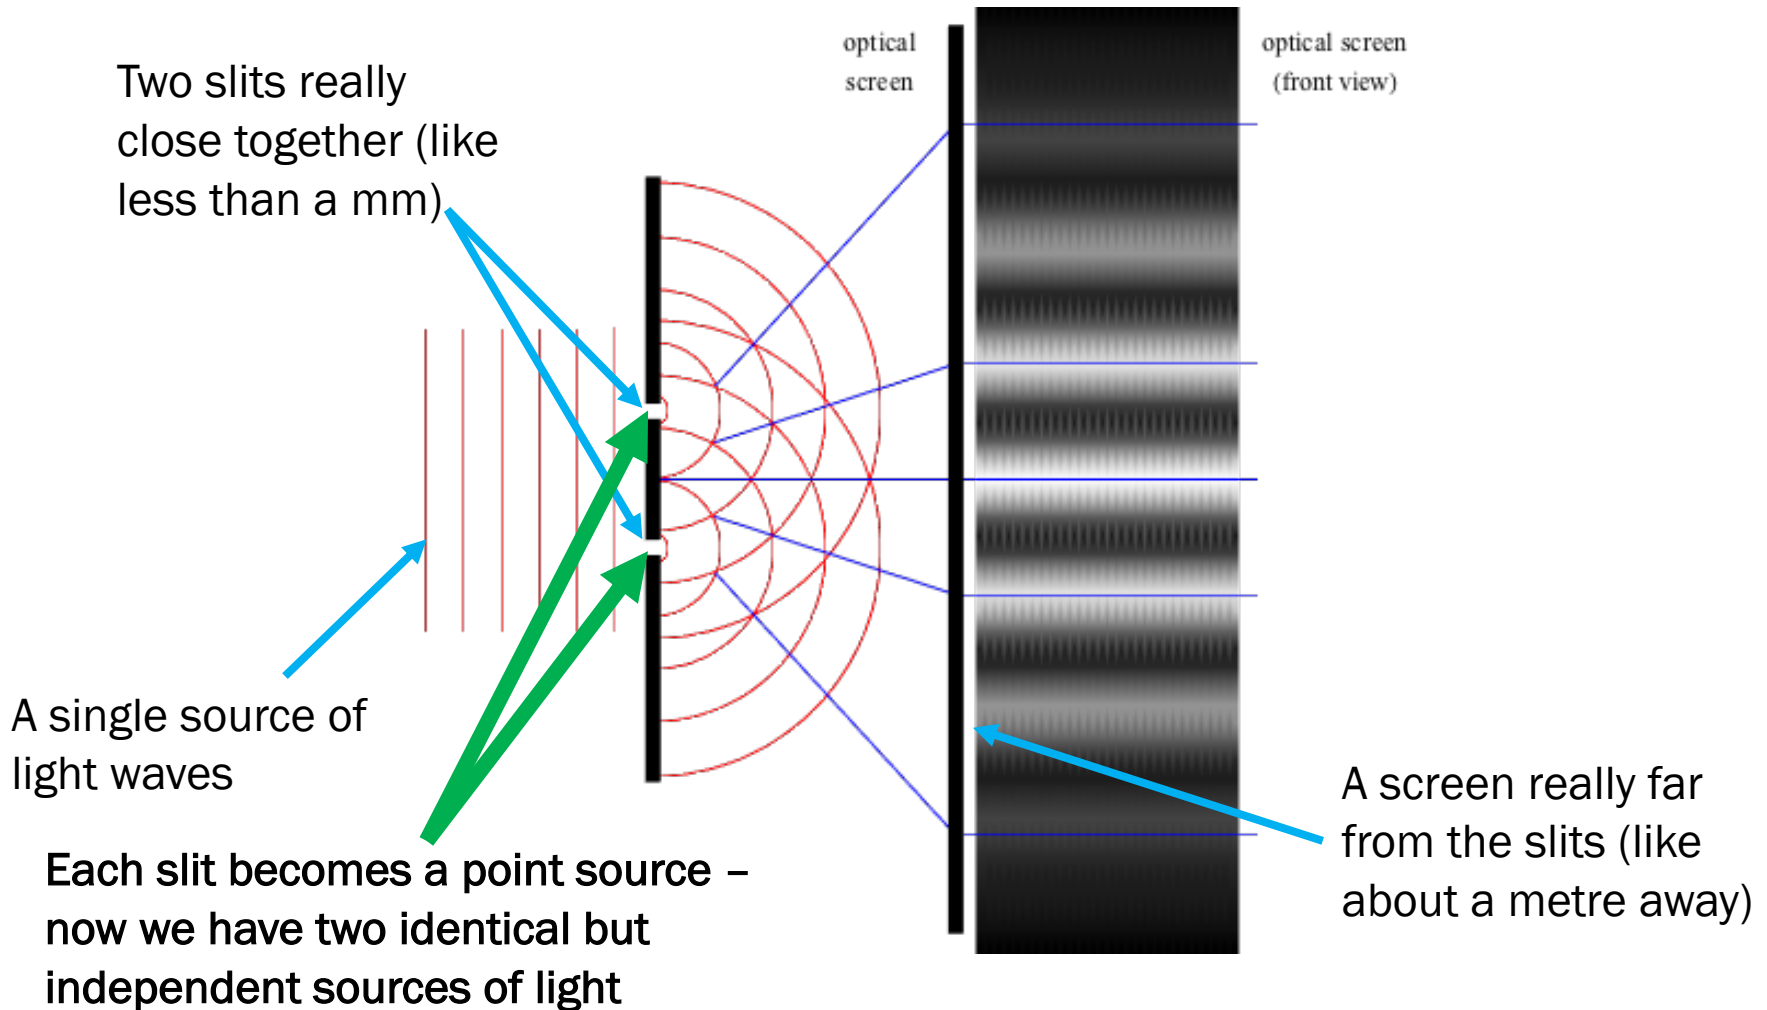 Two slits really
close together (like
less than a mm)
optical
screen
optical screen
(front view)
A single source of
light waves
Each slit becomes a point source –
now we have two identical but
independent sources of light
A screen really far
from the slits (like
about a metre away)